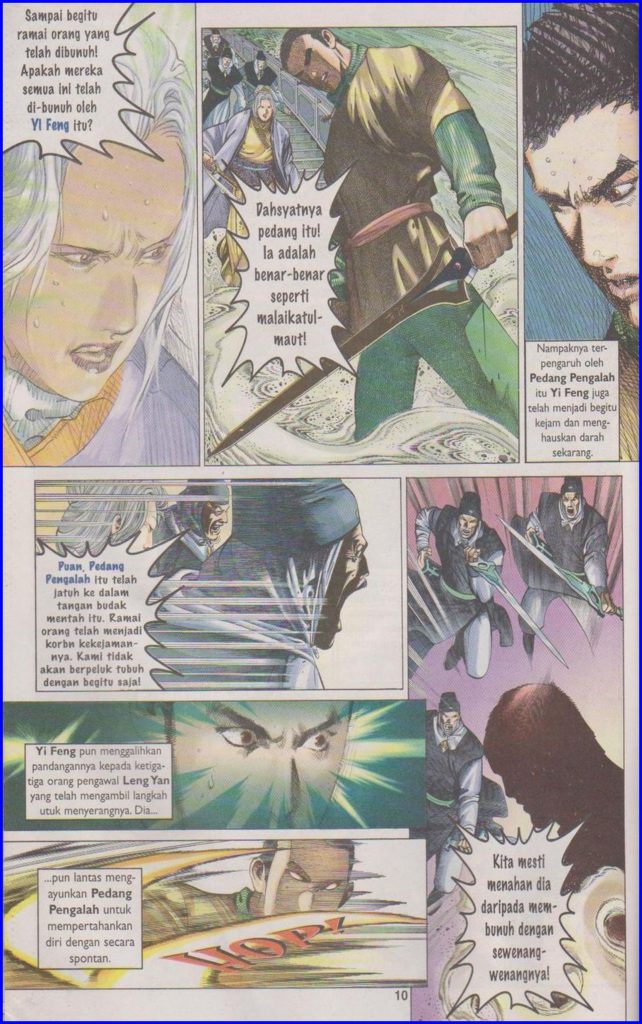 Sampai begitu
ramai orang yang
telah dibunuh!
Apakah mereka
semua ini telah
di-bunuh oleh
Yi Feng itu?
Dahsyatnya
pedang itu!
Ia adalah
benar-benar
seperti
malaikatul-
maut!
Nampaknya ter-
pengaruh oleh
Pedang Pengalah
itu Yi Feng juga
telah menjadi begitu
kejam dan meng-
hauskan darah
sekarang.
Puan, Pedang
Pengalah itu telah
jatuh ke dalam
tangan budak
mentah itu. Ramai
orang telah menjadi
korbn kekejaman-
nya. Kami tidak
akan berpeluk tubuh
dengan begitu saja!
Yi Feng pun menggalihkan
pandangannya kepada ketiga-
tiga orang pengawal Leng Yan
yang telah mengambil langkah
utuk menyerangnya. Dia...
Kita mesti
menahan dia
daripada mem-
bunuh dengan
sewenang-
wenangnya!
...pun lantas meng-
ayunkan Pedang
Pengalah untuk
mempertahankan
diri dengan secara
spontan.
HOP!
10